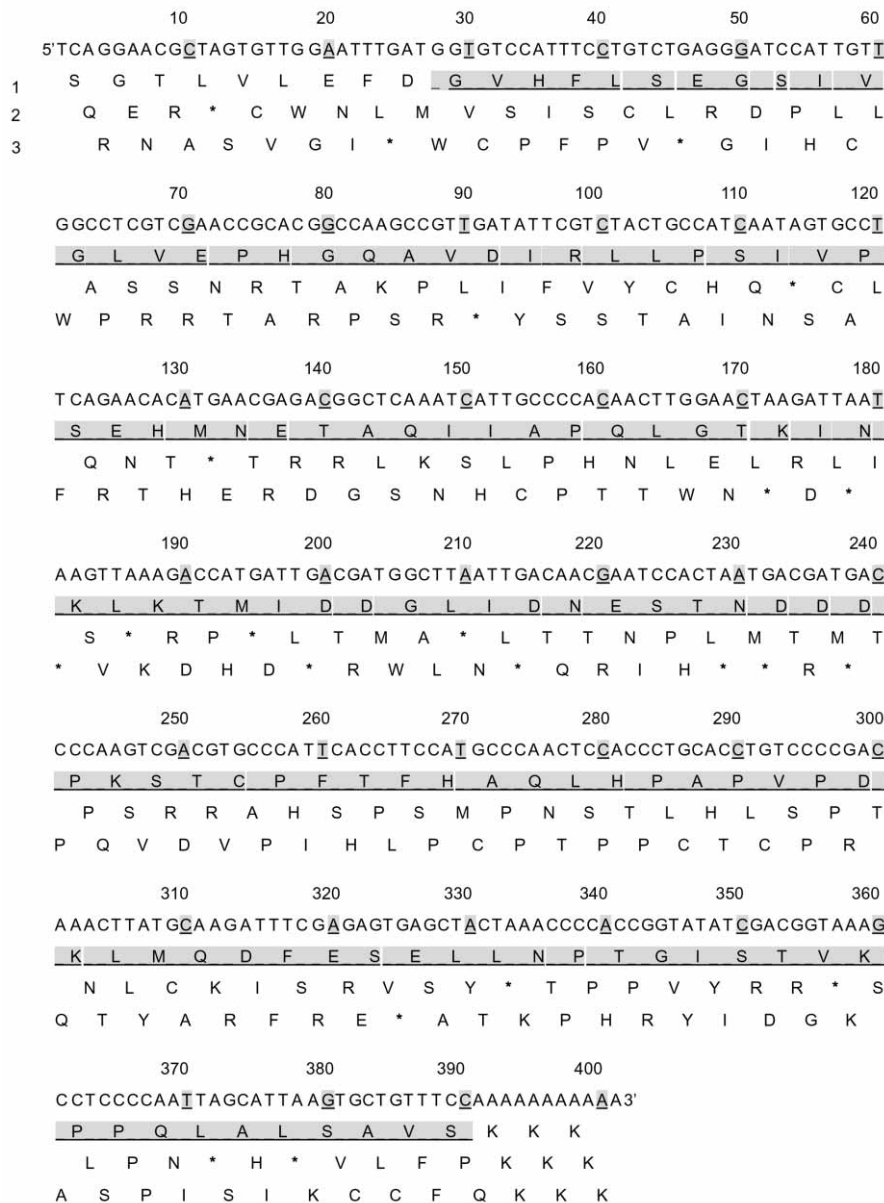 10 20 30 40 50 60
5'TCAGGAACGCTAGTGTTGGAATTTGATGGTGTCCATTTCCTGTCTGAGGGATCCATTGTT
1 S G T L V L E F D G V H F L S E G S I V
2 Q E R * C W N L M V S I S C L R D P L L
3 R N A S V G I * W C P F P V * G I H C
70 80 90 100 110 120
GGCCTCGTCGAACCGCACGGCCAAGCCGTTGATATTCGTCTACTGCCATCAATAGTGCCT
G L V E P H G Q A V D I R L L P S I V P
A S S N R T A K P L I F V Y C H Q * C L
W P R R T A R P S R * Y S S T A I N S A
130 140 150 160 170 180
TCAGAACACATGAACGAGACGGCTCAAATCATTGCCCCACAACTTGGAACTAAGATTAAT
S E H M N E T A Q I I A P Q L G T K I N
Q N T * T R R L K S L P H N L E L R L I
F R T H E R D G S N H C P T T W N * D *
190 200 210 220 230 240
AAGTTAAAGACCATGATTGACGATGGCTTAATTGACAACGAATCCACTAATGACGATGAC
K L K T M I D D G L I D N E S T N D D D
S * R P * L T M A * L T T N P L M T M T
* V K D H D * R W L N * Q R I H * * R *
250 260 270 280 290 300
CCCAAGTCGACGTGCCCATTCACCTTCCATGCCCAACTCCACCCTGCACCTGTCCCCGAC
P K S T C P F T F H A Q L H P A P V P D
P S R R A H S P S M P N S T L H L S P T
P Q V D V P I H L P C P T P P C T C P R
310 320 330 340 350 360
AAACTTATGCAAGATTTCGAGAGTGAGCTACTAAACCCCACCGGTATATCGACGGTAAAG
K L M Q D F E S E L L N P T G I S T V K
N L C K I S R V S Y * T P P V Y R R * S
Q T Y A R F R E * A T K P H R Y I D G K
370 380 390 400
CCTCCCCAATTAGCATTAAGTGCTGTTTCCAAAAAAAAAAA3'
P P Q L A L S A V S K K K
L P N * H * V L F P K K K
A S P I S I K C C F Q K K K